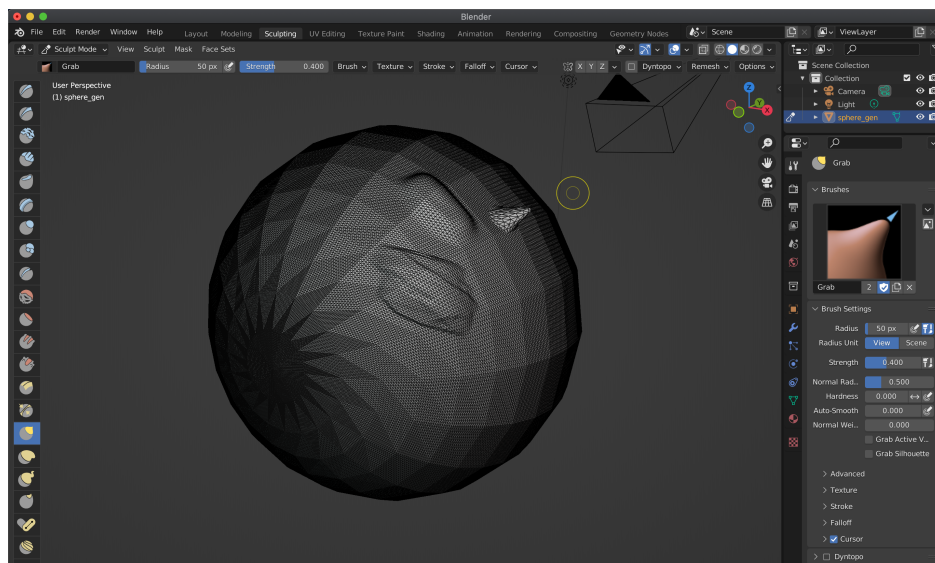 Blender
File Edit Render Window Help Layout Modeling Sculpting UV Editing Texture Paint Shading Animation Rendering Compositing Geometry Nodes Scene ViewLayer
Sculpt Mode View Sculpt Mask Face Sets
Grab Radius 50 px Strength 0.400 Brush Texture Stroke Falloff Cursor X Y Z Dyntopo Remesh Options
User Perspective
(1) sphere_gen
Z
Y
X
Scene Collection
Collection
Camera
Light
sphere_gen
Grab
Brushes
Grab 2
Brush Settings
Radius 50 px
Radius Unit View Scene
Strength 0.400
Normal Rad... 0.500
Hardness 0.000
Auto-Smooth 0.000
Normal Wei... 0.000
Grab Active V...
Grab Silhouette
Advanced
Texture
Stroke
Falloff
Cursor
Dyntopo